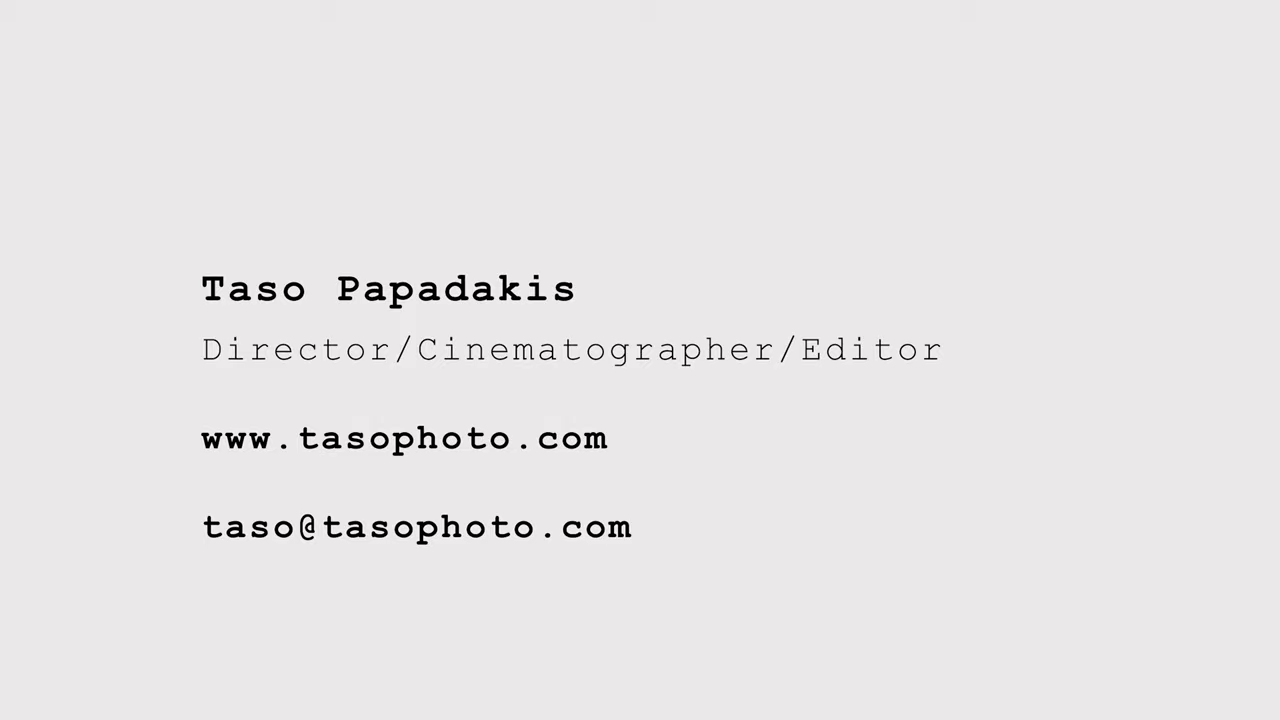 Taso Papadakis
Director/Cinematographer/Editor
www.tasophoto.com
taso@tasophoto.com